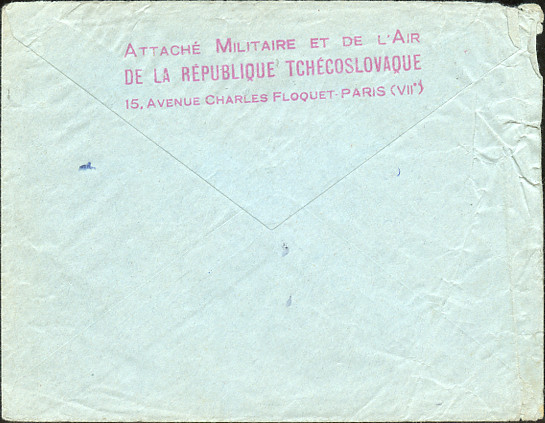 ATTACHÉ MILITAIRE ET DE L'AIR
DE LA RÉPUBLIQUE TCHÉCOSLOVAQUE
15, AVENUE CHARLES FLOQUET-PARIS (VIIᵉ)